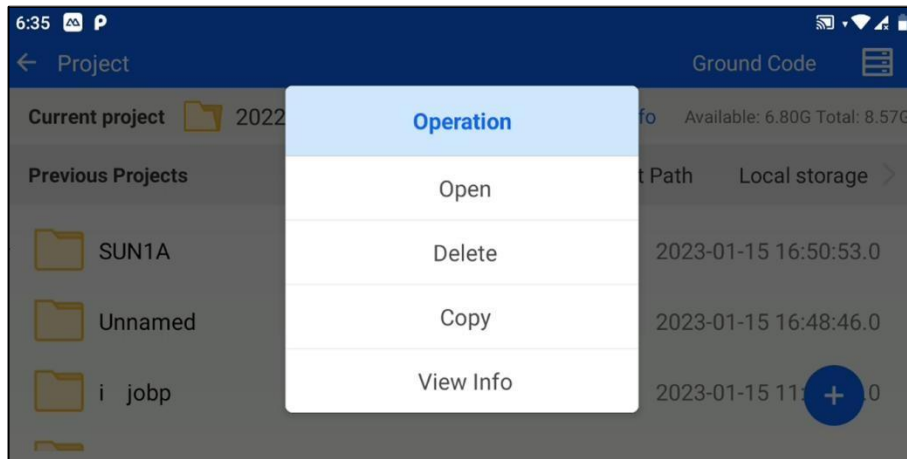 6:35
Project Ground Code
Current project 2022 fo Available: 6.80G Total: 8.57G
Operation
Previous Projects t Path Local storage
Open
SUN1A 2023-01-15 16:50:53.0
Delete
Unnamed 2023-01-15 16:48:46.0
Copy
i jobp 2023-01-15 11: 0
View Info
+